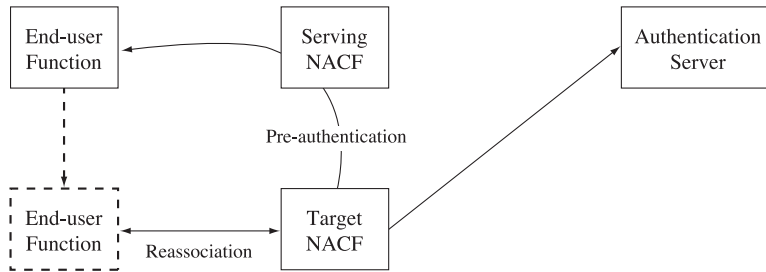 End-user
Function
Serving
NACF
Authentication
Server
Pre-authentication
End-user
Function
Reassociation
Target
NACF